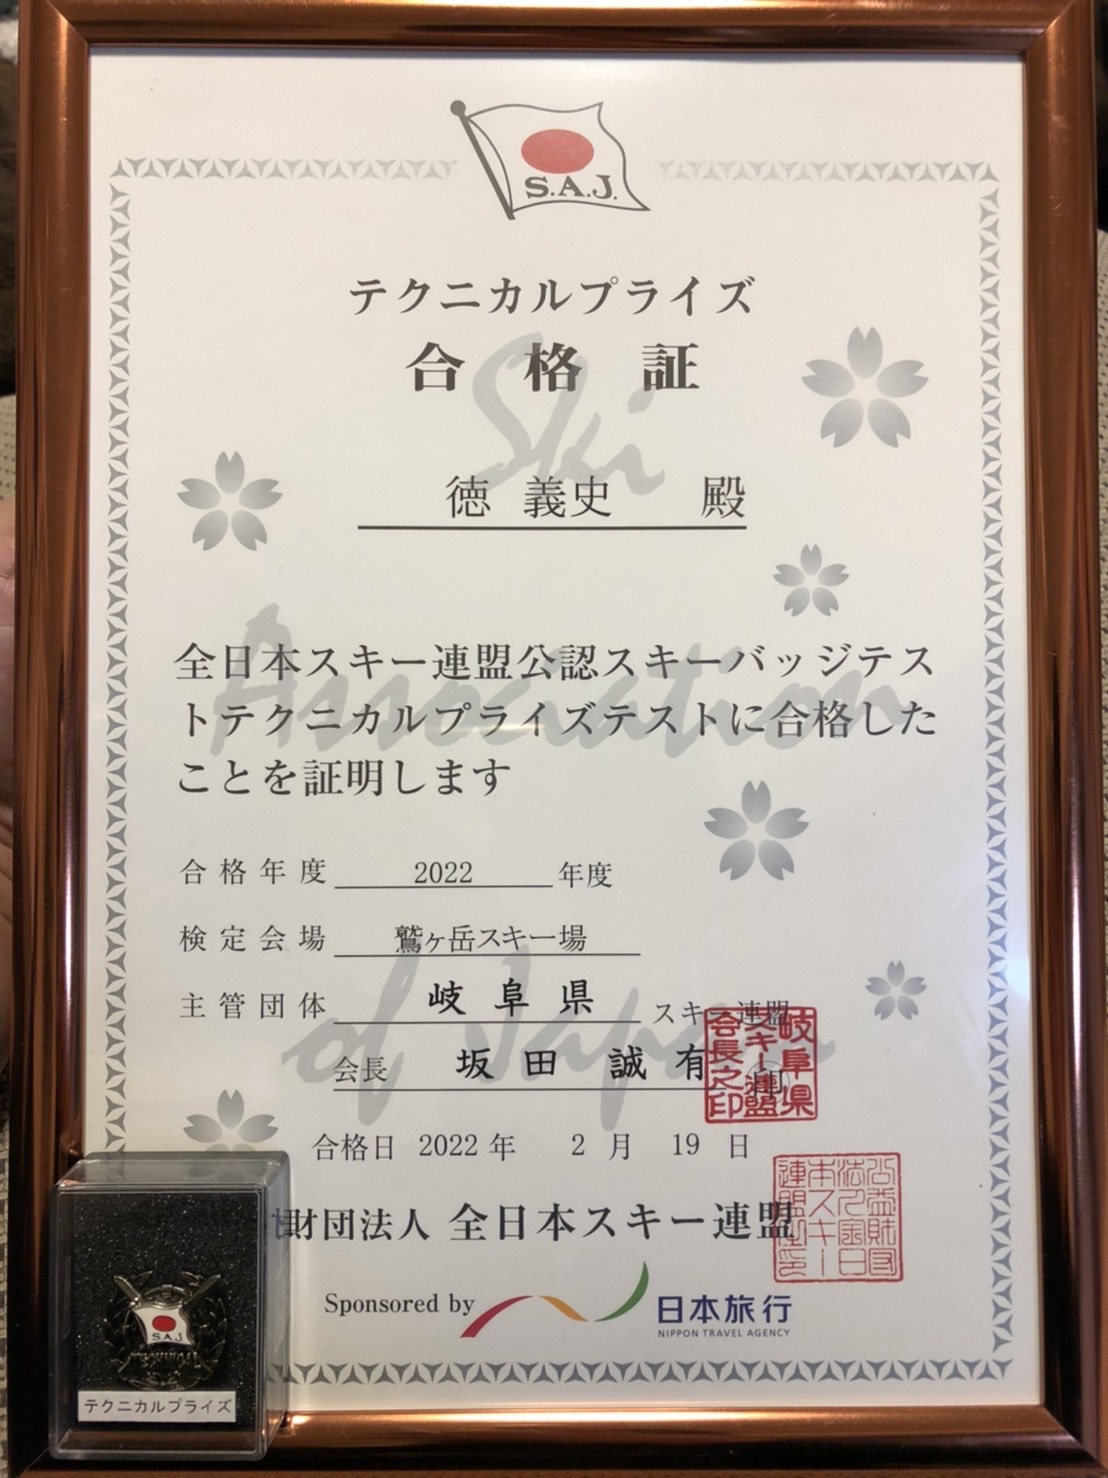 S.A.J.
テクニカルプライズ
合格証
Ski
徳 義史 殿
Association
全日本スキー連盟公認スキーバッジテス
トテクニカルプライズテストに合格した
ことを証明します
合格年度 2022 年度
検定会場 鷲ヶ岳スキー場
主管団体 岐阜県 スキー連盟
of Japan
会長 坂田誠有 印
岐阜県スキー連盟会長之印
合格日 2022年 2月 19日
財団法人 全日本スキー連盟
Sponsored by 日本旅行
NIPPON TRAVEL AGENCY
S.A.J
TECHNICAL
テクニカルプライズ